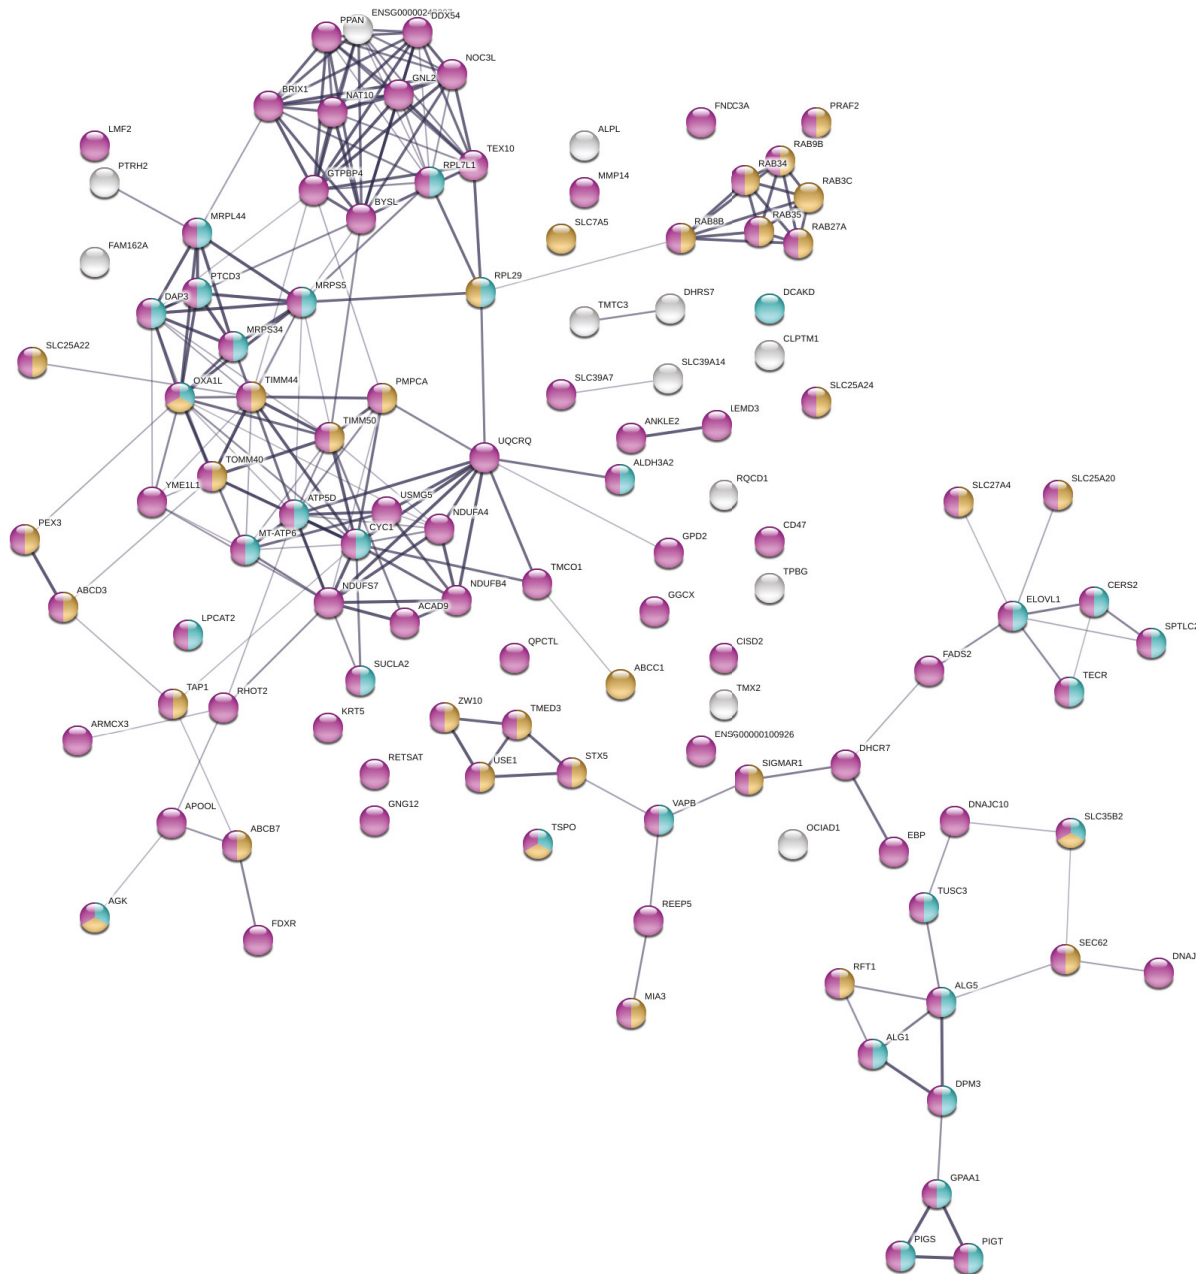 PPAN
DDX54
NOC3L
BRIX1
NAT10
GNL2
LMF2
ALPL
FNDC3A
PRAF2
PTRH2
GTPBP4
RPL7L1
TEX10
MMP14
RAB34
RAB9B
RAB3C
MRPL44
BYSL
SLC7A5
RAB8B
RAB35
RAB27A
FAM162A
DAP3
PTCD3
MRPS5
RPL29
TMTC3
DHRS7
DCAKD
MRPS34
CLPTM1
SLC25A22
OXA1L
TIMM44
PMPCA
SLC39A7
SLC39A14
SLC25A24
TIMM50
ANKLE2
LEMD3
TOMM40
UQCRQ
ALDH3A2
RQCD1
SLC27A4
SLC25A20
YME1L1
ATP5D
USMG5
NDUFA4
PEX3
MT-ATP6
CYC1
GPD2
CD47
TPBG
ABCD3
NDUFS7
ACAD9
NDUFB4
TMCO1
GGCX
ELOVL1
CERS2
SPTLC2
LPCAT2
SUCLA2
QPCTL
ABCC1
CISD2
FADS2
TECR
TAP1
RHOT2
TMX2
ARMCX3
KRT5
ZW10
TMED3
ENSG00000100926
RETSAT
USE1
STX5
SIGMAR1
DHCR7
APOOL
GNG12
VAPB
DNAJC10
SLC35B2
ABCB7
TSPO
OCIAD1
EBP
AGK
FDXR
REEP5
TUSC3
RFT1
SEC62
DNAJ
MIA3
ALG5
ALG1
DPM3
GPAA1
PIGS
PIGT